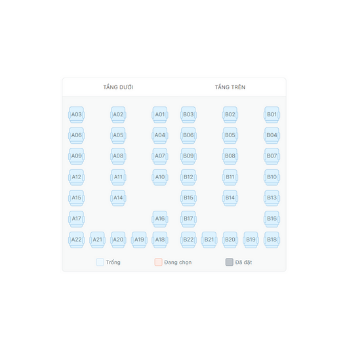 TẦNG DƯỚI TẦNG TRÊN
A03 A02 A01 B03 B02 B01
A06 A05 A04 B06 B05 B04
A09 A08 A07 B09 B08 B07
A12 A11 A10 B12 B11 B10
A15 A14 B15 B14 B13
A17 A16 B17 B16
A22 A21 A20 A19 A18 B22 B21 B20 B19 B18
Trống Đang chọn Đã đặt